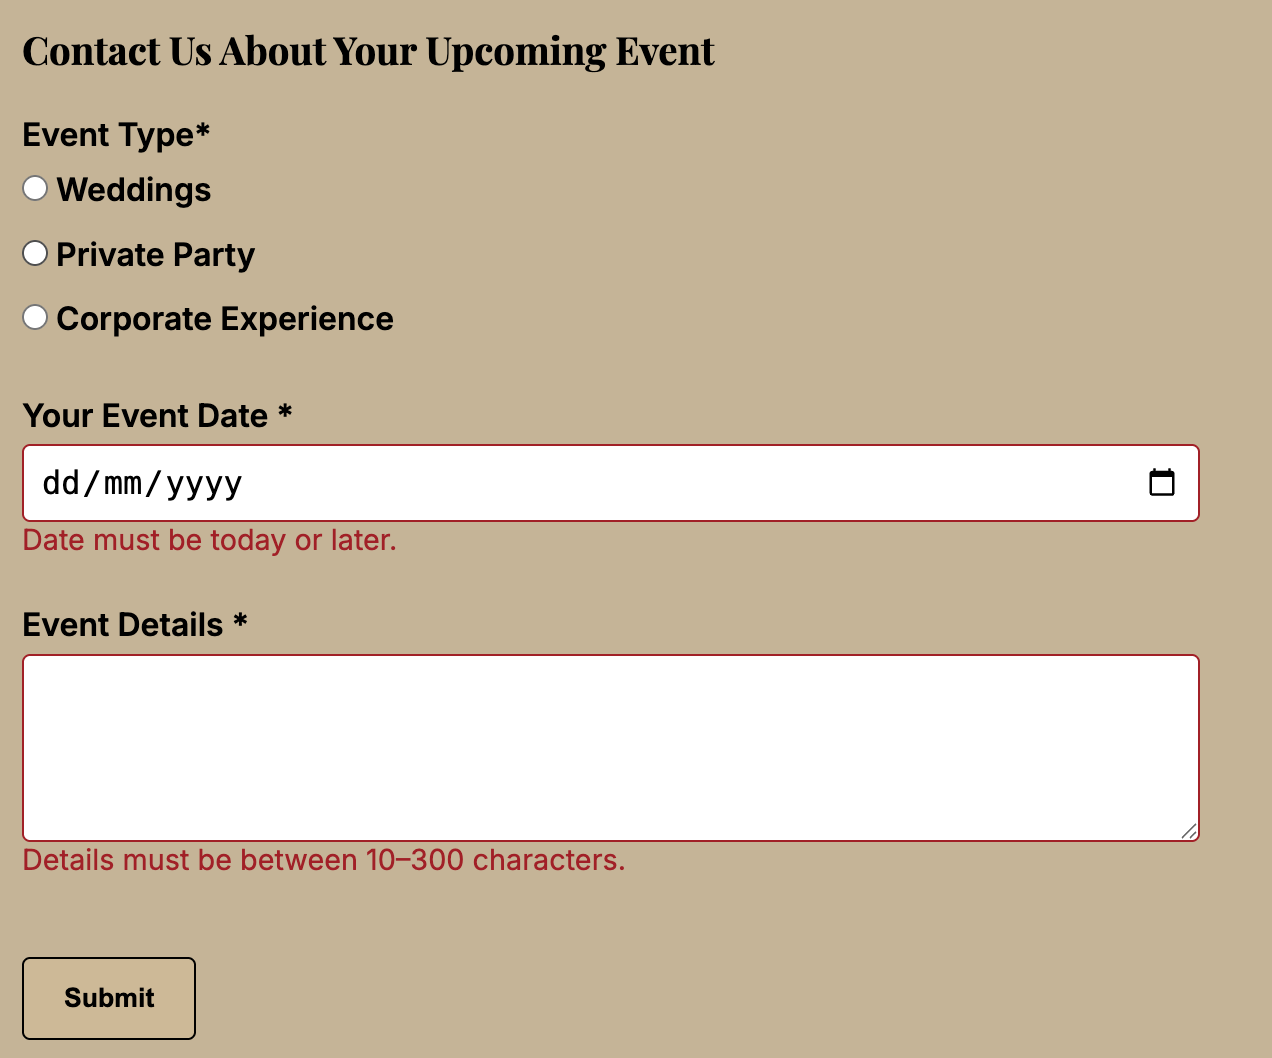 Contact Us About Your Upcoming Event
Event Type*
Weddings
Private Party
Corporate Experience
Your Event Date *
dd/mm/yyyy
Date must be today or later.
Event Details *
Details must be between 10–300 characters.
Submit